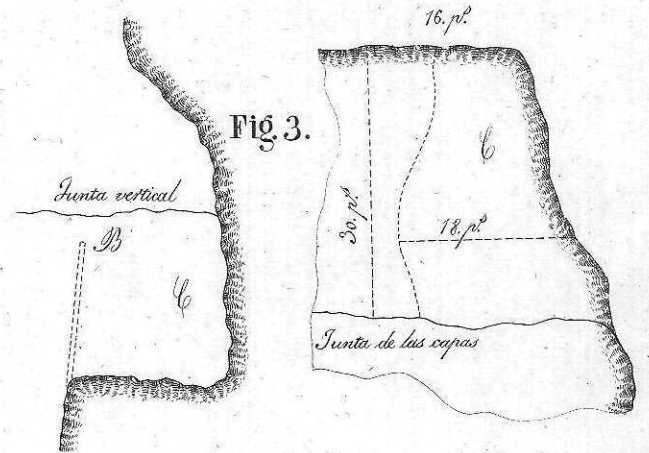 16. p.ˢ
Fig. 3.
Junta vertical
B
C
C
30. p.ˢ
18. p.ˢ
Junta de las capas